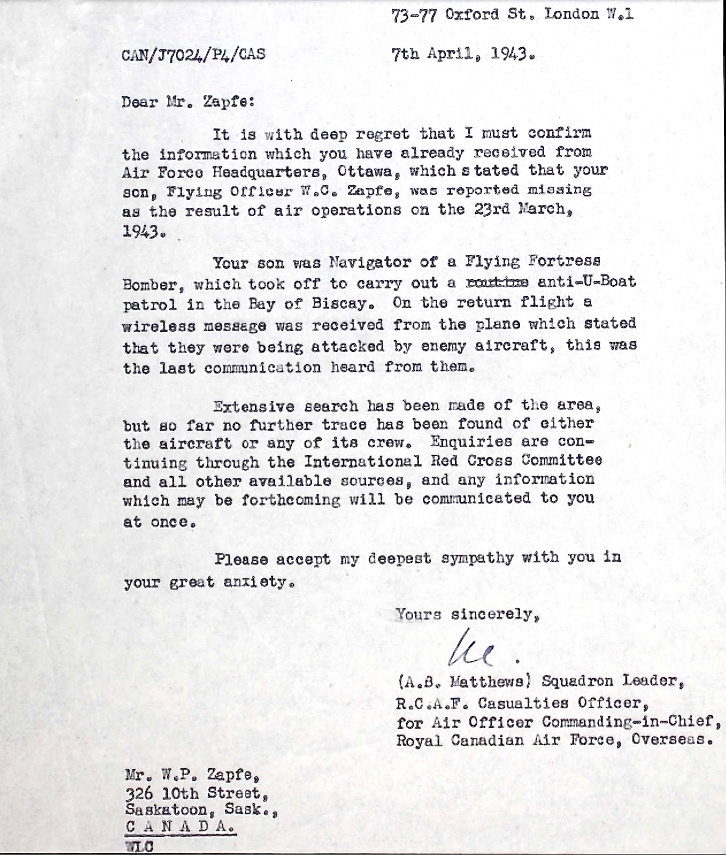 73-77 Oxford St. London W.1
CAN/J7024/P4/CAS 7th April, 1943.
Dear Mr. Zapfe:
It is with deep regret that I must confirm
the information which you have already received from
Air Force Headquarters, Ottawa, which stated that your
son, Flying Officer W.C. Zapfe, was reported missing
as the result of air operations on the 23rd March,
1943.
Your son was Navigator of a Flying Fortress
Bomber, which took off to carry out a routine anti-U-Boat
patrol in the Bay of Biscay. On the return flight a
wireless message was received from the plane which stated
that they were being attacked by enemy aircraft, this was
the last communication heard from them.
Extensive search has been made of the area,
but so far no further trace has been found of either
the aircraft or any of its crew. Enquiries are con-
tinuing through the International Red Cross Committee
and all other available sources, and any information
which may be forthcoming will be communicated to you
at once.
Please accept my deepest sympathy with you in
your great anxiety.
Yours sincerely,
(A.B. Matthews) Squadron Leader,
R.C.A.F. Casualties Officer,
for Air Officer Commanding-in-Chief,
Royal Canadian Air Force, Overseas.
Mr. W.P. Zapfe,
326 10th Street,
Saskatoon, Sask.,
C A N A D A.
WLC